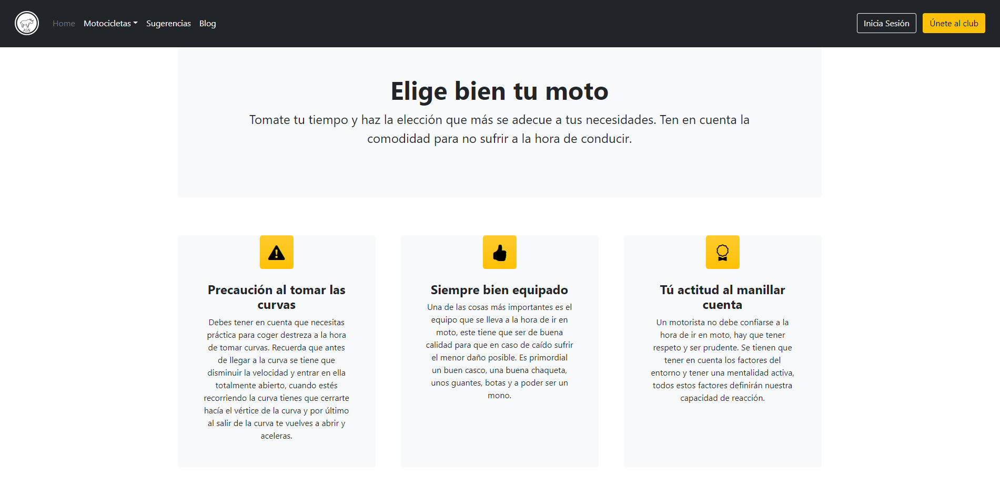 ASN
Home Motocicletas Sugerencias Blog Inicia Sesión Únete al club
Elige bien tu moto
Tomate tu tiempo y haz la elección que más se adecue a tus necesidades. Ten en cuenta la
comodidad para no sufrir a la hora de conducir.
Precaución al tomar las
curvas
Debes tener en cuenta que necesitas
práctica para coger destreza a la hora
de tomar curvas. Recuerda que antes
de llegar a la curva se tiene que
disminuir la velocidad y entrar en ella
totalmente abierto, cuando estés
recorriendo la curva tienes que cerrarte
hacía el vértice de la curva y por último
al salir de la curva te vuelves a abrir y
aceleras.
Siempre bien equipado
Una de las cosas más importantes es el
equipo que se lleva a la hora de ir en
moto, este tiene que ser de buena
calidad para que en caso de caído sufrir
el menor daño posible. Es primordial
un buen casco, una buena chaqueta,
unos guantes, botas y a poder ser un
mono.
Tú actitud al manillar
cuenta
Un motorista no debe confiarse a la
hora de ir en moto, hay que tener
respeto y ser prudente. Se tienen que
tener en cuenta los factores del
entorno y tener una mentalidad activa,
todos estos factores definirán nuestra
capacidad de reacción.